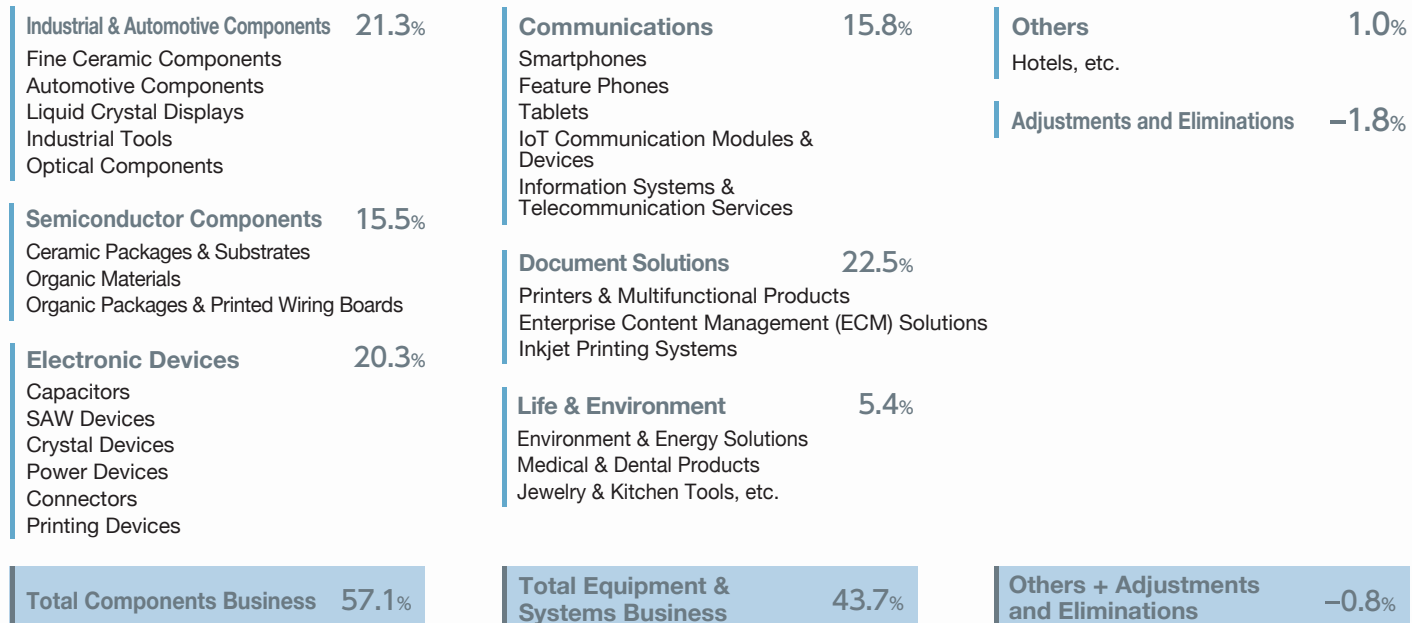 Industrial & Automotive Components 21.3%
Fine Ceramic Components
Automotive Components
Liquid Crystal Displays
Industrial Tools
Optical Components
Semiconductor Components 15.5%
Ceramic Packages & Substrates
Organic Materials
Organic Packages & Printed Wiring Boards
Electronic Devices 20.3%
Capacitors
SAW Devices
Crystal Devices
Power Devices
Connectors
Printing Devices
Total Components Business 57.1%
Communications 15.8%
Smartphones
Feature Phones
Tablets
IoT Communication Modules &
Devices
Information Systems &
Telecommunication Services
Document Solutions 22.5%
Printers & Multifunctional Products
Enterprise Content Management (ECM) Solutions
Inkjet Printing Systems
Life & Environment 5.4%
Environment & Energy Solutions
Medical & Dental Products
Jewelry & Kitchen Tools, etc.
Total Equipment &
Systems Business 43.7%
Others 1.0%
Hotels, etc.
Adjustments and Eliminations –1.8%
Others + Adjustments
and Eliminations –0.8%